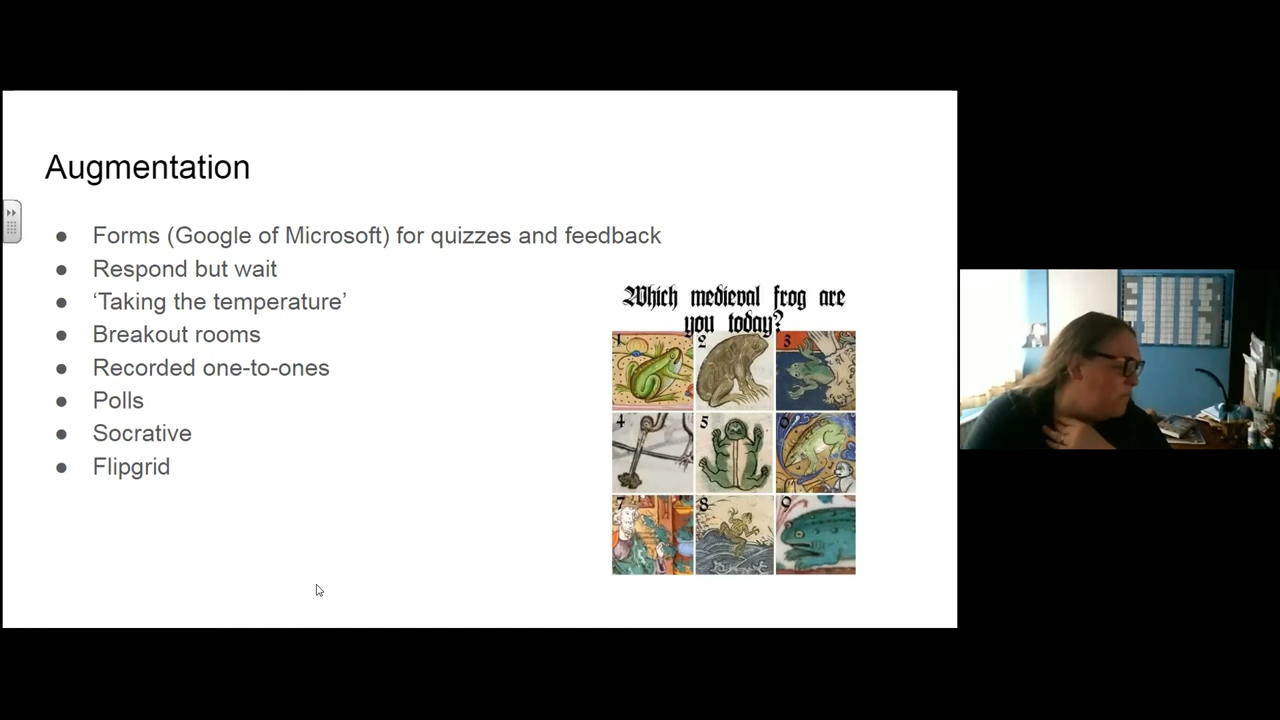 Augmentation
● Forms (Google of Microsoft) for quizzes and feedback
● Respond but wait
● ‘Taking the temperature’
● Breakout rooms
● Recorded one-to-ones
● Polls
● Socrative
● Flipgrid
Which medieval frog are
you today?
1 2 3
4 5 6
7 8 9